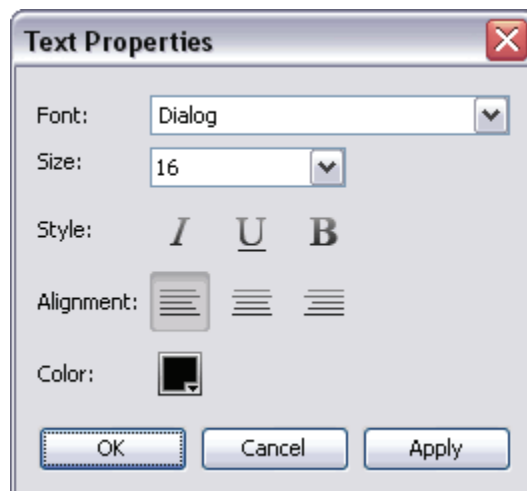 Text Properties
Font: Dialog
Size: 16
Style: I U B
Alignment:
Color:
OK Cancel Apply